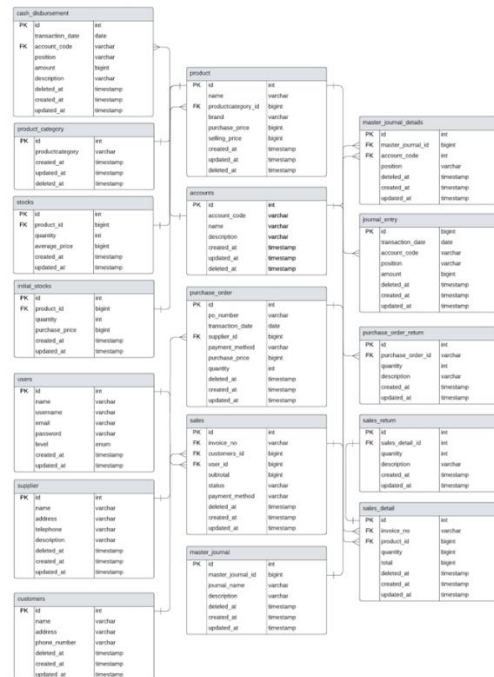 cash_disbursement
PK id int
transaction_date date
FK account_code varchar
position varchar
amount bigint
description varchar
deleted_at timestamp
created_at timestamp
updated_at timestamp
product_category
PK id int
productcategory varchar
created_at timestamp
updated_at timestamp
deleted_at timestamp
stocks
PK id int
FK product_id bigint
quantity int
average_price bigint
created_at timestamp
updated_at timestamp
initial_stocks
PK id int
FK product_id bigint
quantity int
purchase_price bigint
created_at timestamp
updated_at timestamp
users
PK id int
name varchar
username varchar
email varchar
password varchar
level enum
created_at timestamp
updated_at timestamp
supplier
PK id int
name varchar
address varchar
telephone varchar
description varchar
deleted_at timestamp
created_at timestamp
updated_at timestamp
customers
PK id int
name varchar
address varchar
phone_number varchar
deleted_at timestamp
created_at timestamp
updated_at timestamp
product
PK id int
name varchar
FK productcategory_id bigint
brand varchar
purchase_price bigint
selling_price bigint
created_at timestamp
updated_at timestamp
deleted_at timestamp
accounts
PK id int
account_code varchar
name varchar
description varchar
created_at timestamp
updated_at timestamp
deleted_at timestamp
purchase_order
PK id int
po_number varchar
transaction_date date
FK supplier_id bigint
payment_method varchar
purchase_price bigint
quantity int
deleted_at timestamp
created_at timestamp
updated_at timestamp
sales
PK id int
FK invoice_no varchar
FK customers_id bigint
FK user_id bigint
subtotal bigint
status varchar
payment_method varchar
deleted_at timestamp
created_at timestamp
updated_at timestamp
master_journal
PK id int
master_journal_id bigint
journal_name varchar
description varchar
deleted_at timestamp
created_at timestamp
updated_at timestamp
master_journal_details
PK id int
FK master_journal_id bigint
FK account_code int
position varchar
deleted_at timestamp
created_at timestamp
updated_at timestamp
journal_entry
PK id bigint
transaction_date date
account_code varchar
position varchar
amount bigint
deleted_at timestamp
created_at timestamp
updated_at timestamp
purchase_order_return
PK id int
FK purchase_order_id varchar
quantity int
description varchar
created_at timestamp
updated_at timestamp
sales_return
PK id int
FK sales_detail_id int
quantity int
description varchar
created_at timestamp
updated_at timestamp
sales_detail
PK id int
FK invoice_no varchar
FK product_id bigint
quantity bigint
total bigint
deleted_at timestamp
created_at timestamp
updated_at timestamp